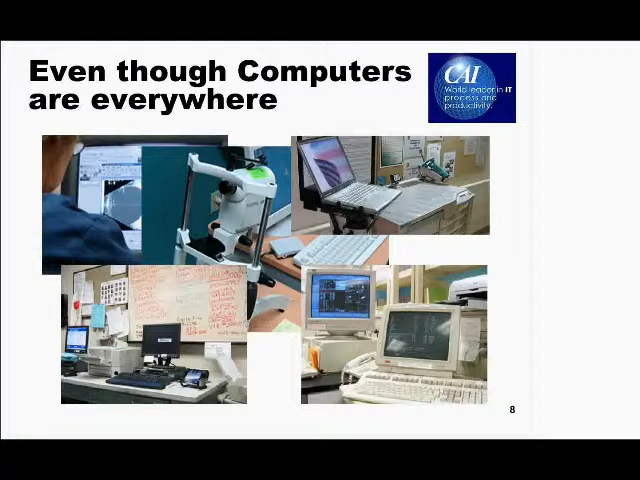 Even though Computers
are everywhere
CAI
World leader in IT
process and
productivity.
8